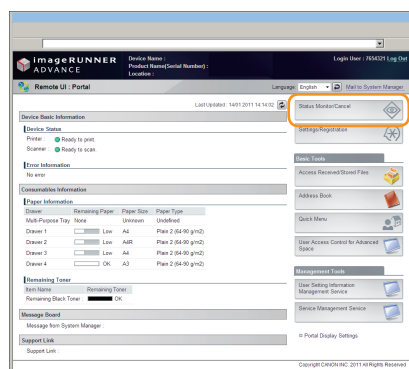 imageRUNNER
ADVANCE
Device Name :
Product Name(Serial Number) :
Location :
Login User : 7654321 Log Out
Remote UI : Portal
Language: English
Mail to System Manager
Last Updated : 14/01 2011 14:14:02
Device Basic Information
Device Status
Printer : Ready to print.
Scanner : Ready to scan.
Error Information
No error
Consumables Information
Paper Information
Drawer Remaining Paper Paper Size Paper Type
Multi-Purpose Tray None Unknown Undefined
Drawer 1 Low A4 Plain 2 (64-90 g/m2)
Drawer 2 Low A4R Plain 2 (64-90 g/m2)
Drawer 3 Low A4 Plain 2 (64-90 g/m2)
Drawer 4 OK A3 Plain 2 (64-90 g/m2)
Remaining Toner
Item Name Remaining Toner
Remaining Black Toner : OK
Message Board
Message from System Manager :
Support Link
Support Link :
Status Monitor/Cancel
Settings/Registration
Basic Tools
Access Received/Stored Files
Address Book
Quick Menu
User Access Control for Advanced
Space
Management Tools
User Setting Information
Management Service
Service Management Service
Portal Display Settings
Copyright CANON INC. 2011 All Rights Reserved